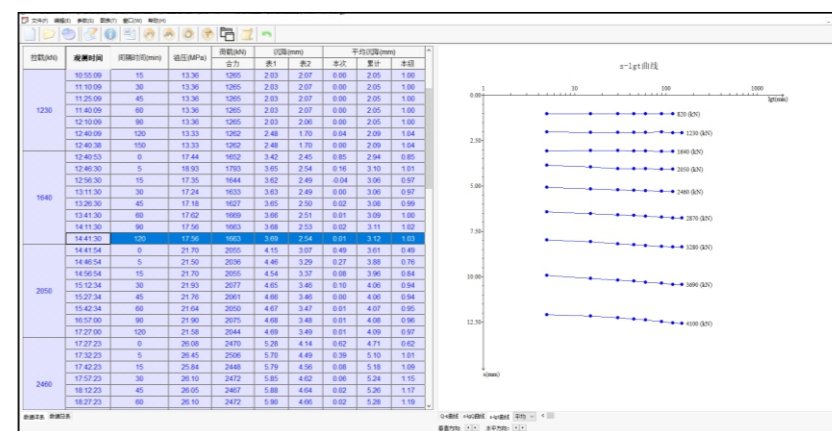 文件(F) 编辑(E) 参数(S) 图表(T) 窗口(W) 帮助(H)
控载(kN) 观测时间 间隔时间(min) 油压(MPa) 荷载(kN) 沉降(mm) 平均沉降(mm)
合力 表1 表2 本次 累计 本级
10:55:09 15 13.36 1265 2.03 2.07 0.00 2.05 1.00
11:10:09 30 13.36 1265 2.03 2.07 0.00 2.05 1.00
11:25:09 45 13.36 1265 2.03 2.07 0.00 2.05 1.00
1230 11:40:09 60 13.36 1265 2.03 2.07 0.00 2.05 1.00
12:10:09 90 13.36 1265 2.03 2.06 0.00 2.05 1.00
12:40:09 120 13.33 1262 2.48 1.70 0.04 2.09 1.04
12:40:38 150 13.33 1262 2.48 1.70 0.00 2.09 1.04
12:40:53 0 17.44 1652 3.42 2.45 0.85 2.94 0.85
12:46:30 5 18.93 1793 3.65 2.54 0.16 3.10 1.01
12:56:30 15 17.35 1644 3.62 2.49 -0.04 3.06 0.97
13:11:30 30 17.24 1633 3.63 2.49 0.00 3.06 0.97
1640 13:26:30 45 17.18 1627 3.65 2.50 0.02 3.08 0.99
13:41:30 60 17.62 1669 3.66 2.51 0.01 3.09 1.00
14:11:30 90 17.56 1663 3.68 2.53 0.02 3.11 1.02
14:41:30 120 17.56 1663 3.69 2.54 0.01 3.12 1.03
14:41:54 0 21.70 2055 4.15 3.07 0.49 3.61 0.49
14:46:54 5 21.50 2036 4.46 3.29 0.27 3.88 0.76
14:56:54 15 21.70 2055 4.54 3.37 0.08 3.96 0.84
15:12:34 30 21.93 2077 4.65 3.46 0.10 4.06 0.94
2050 15:27:34 45 21.76 2061 4.66 3.46 0.00 4.06 0.94
15:42:34 60 21.64 2050 4.67 3.47 0.01 4.07 0.95
16:57:00 90 21.90 2075 4.68 3.48 0.01 4.08 0.96
17:27:00 120 21.58 2044 4.69 3.49 0.01 4.09 0.97
17:27:23 0 26.08 2470 5.28 4.14 0.62 4.71 0.62
17:32:23 5 26.45 2506 5.70 4.49 0.39 5.10 1.01
17:42:23 15 25.84 2448 5.79 4.56 0.08 5.18 1.09
17:57:23 30 26.10 2472 5.85 4.62 0.06 5.24 1.15
2460 18:12:23 45 26.05 2467 5.88 4.64 0.02 5.26 1.17
18:27:23 60 26.10 2472 5.90 4.66 0.02 5.28 1.19
数据详表 数据总表
s-lgt曲线
1 10 100 1000
lgt(min)
0.00
820 (kN)
1230 (kN)
2.50
1640 (kN)
2050 (kN)
5.00
2460 (kN)
2870 (kN)
7.50
3280 (kN)
10.00
3690 (kN)
12.50
4100 (kN)
s(mm)
Q-s曲线 s-lgQ曲线 s-lgt曲线 平均
垂直方向: 水平方向: